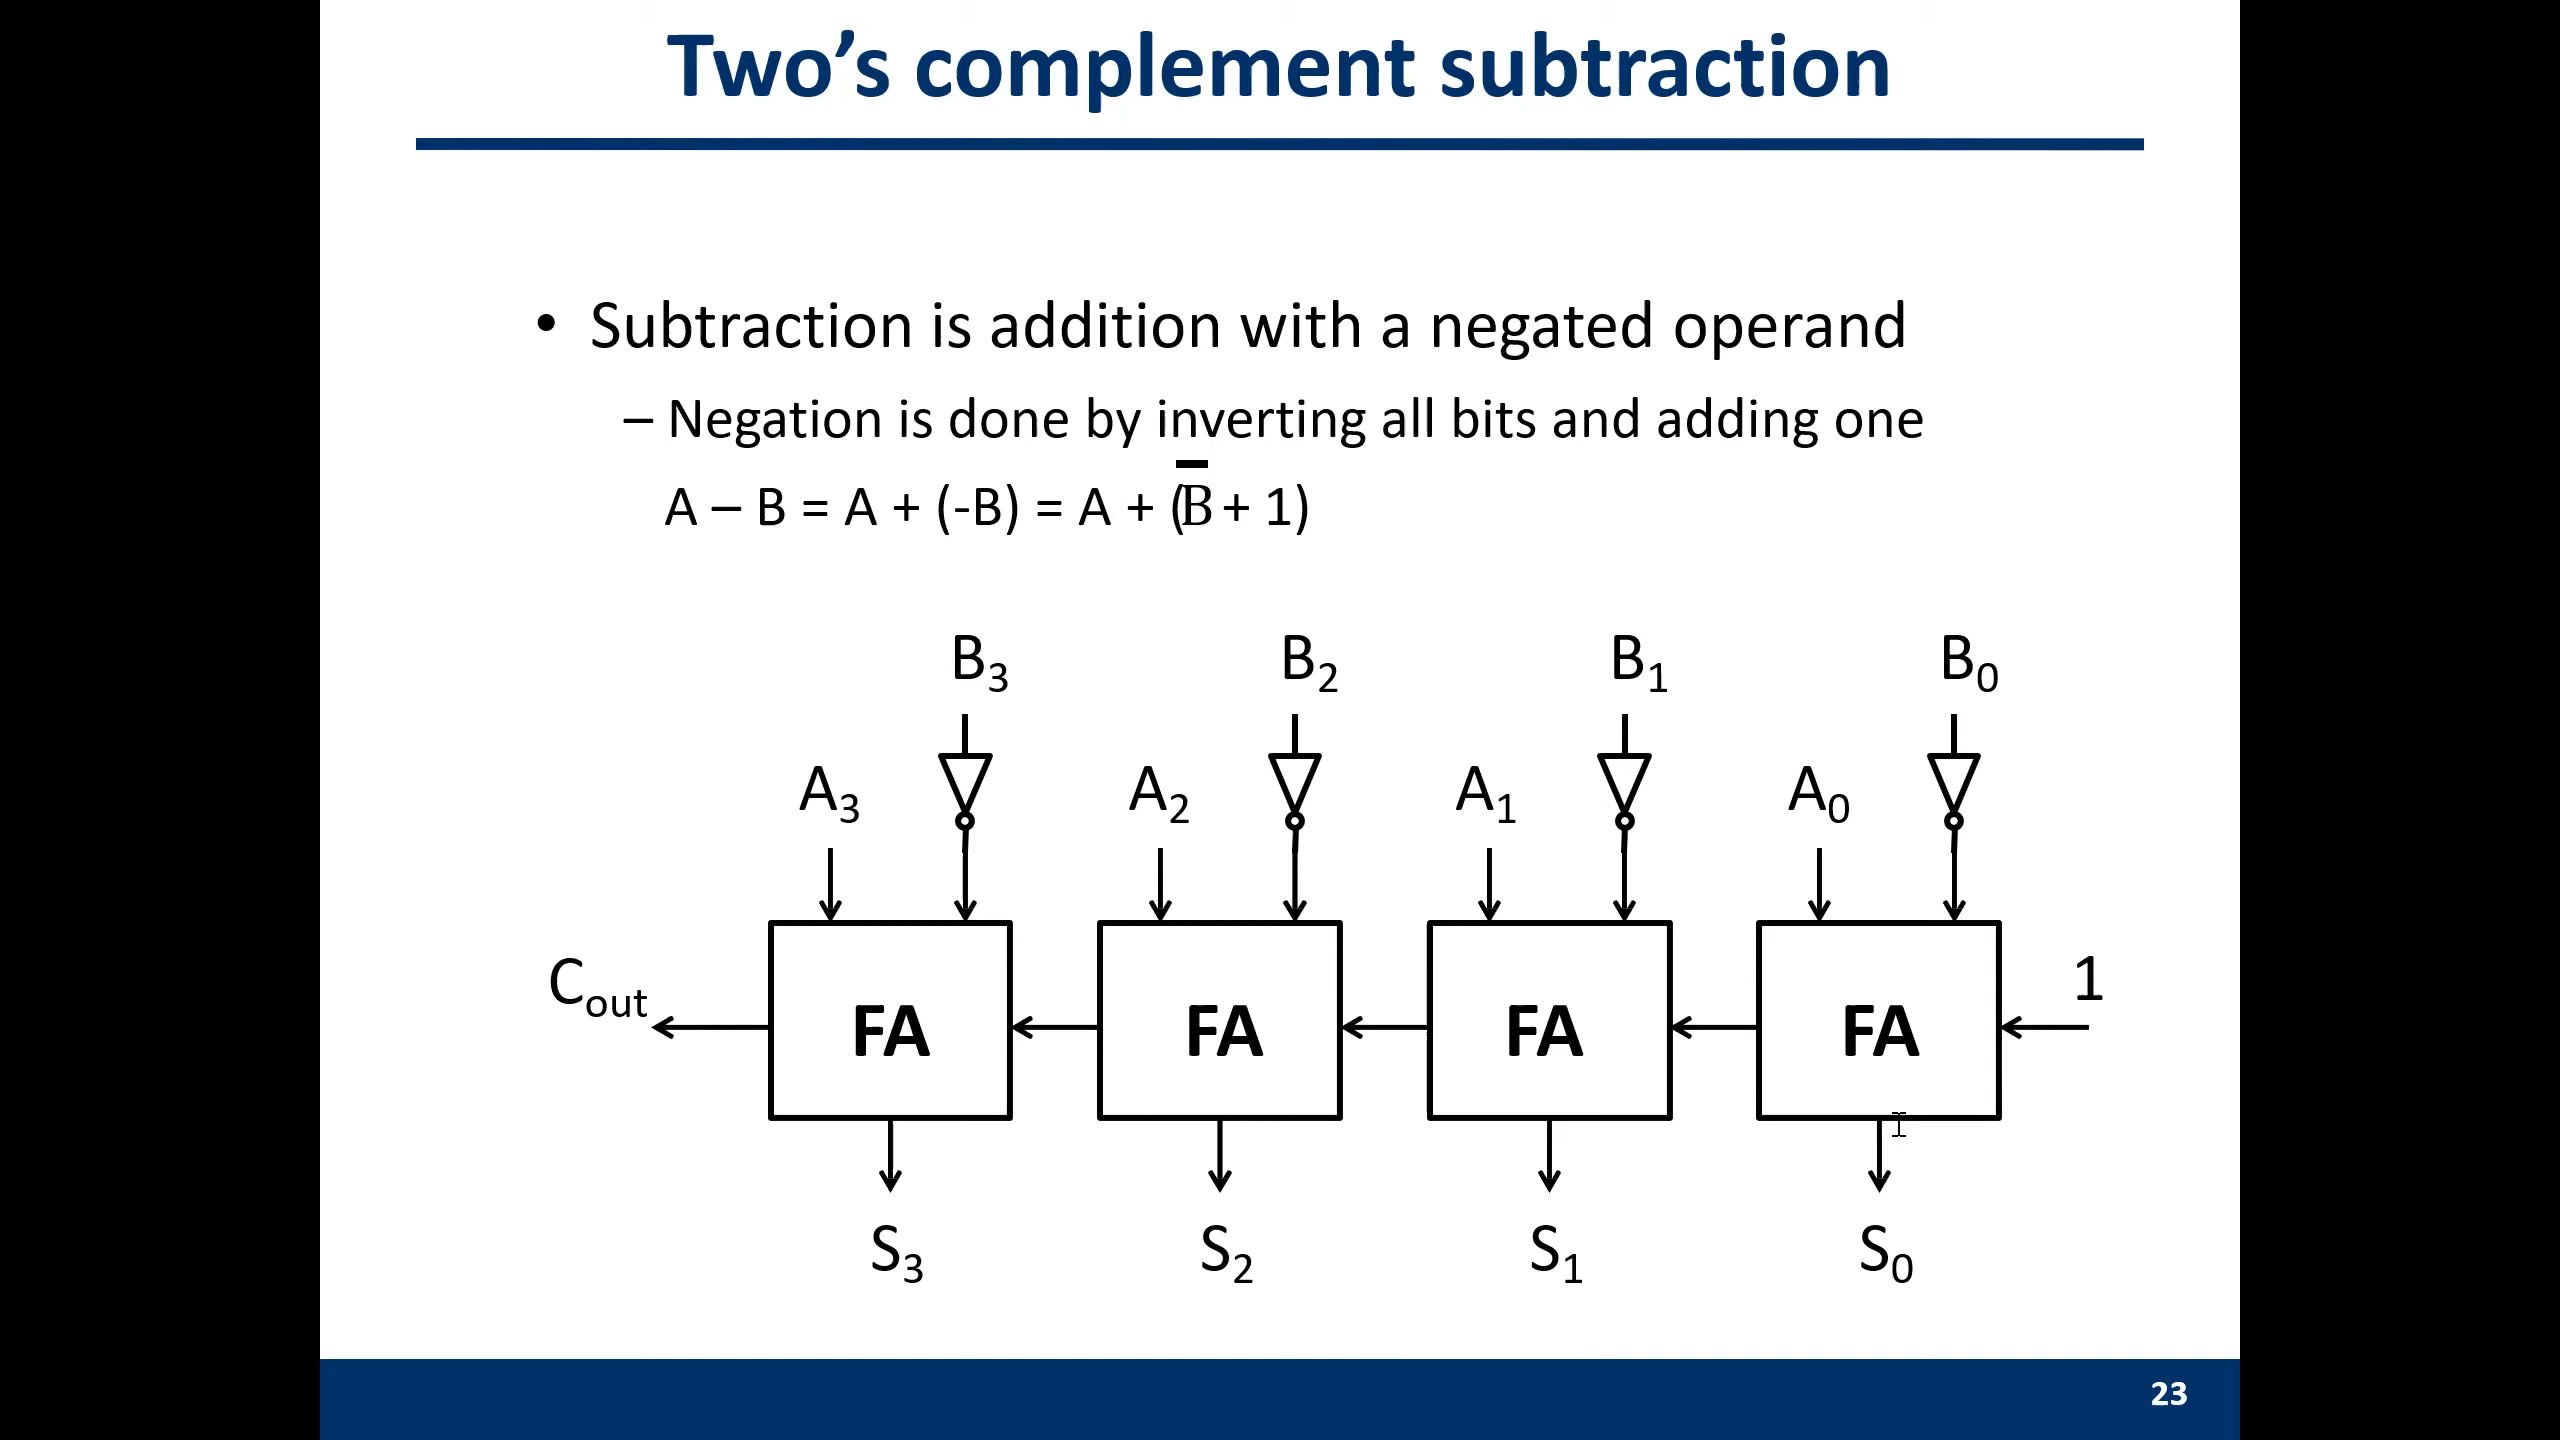 Two’s complement subtraction
• Subtraction is addition with a negated operand
– Negation is done by inverting all bits and adding one
A – B = A + (-B) = A + (B̅ + 1)
B₃ B₂ B₁ B₀
A₃ A₂ A₁ A₀
Cout FA FA FA FA 1
S₃ S₂ S₁ S₀
23